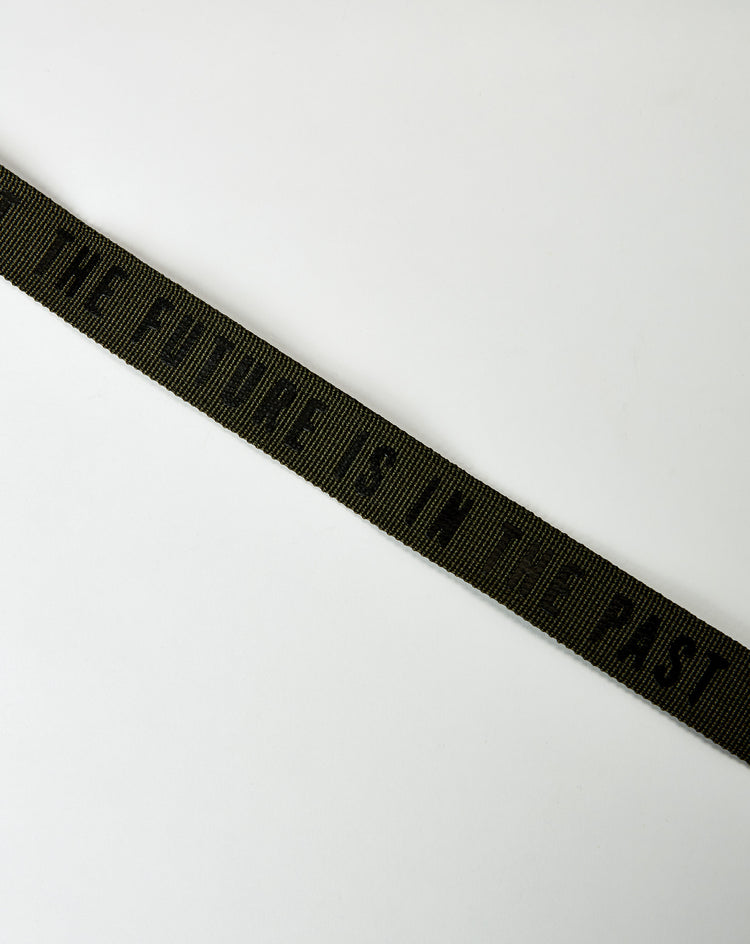 THE FUTURE IS IN THE PAST